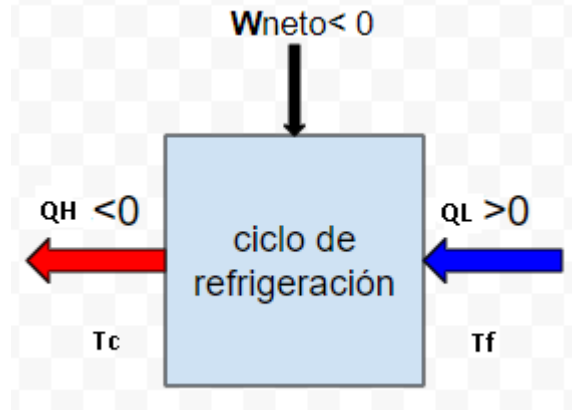 Wneto< 0
QH <0
QL >0
ciclo de
refrigeración
Tc
Tf